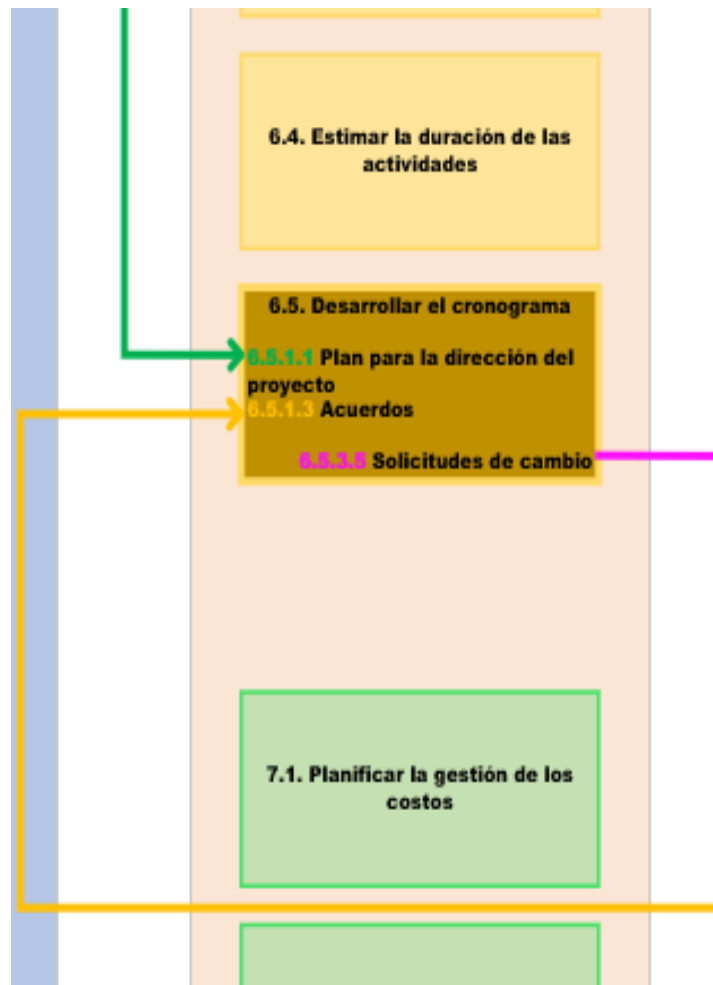 6.4. Estimar la duración de las
actividades
6.5. Desarrollar el cronograma
6.5.1.1 Plan para la dirección del
proyecto
6.5.1.3 Acuerdos
6.5.3.5 Solicitudes de cambio
7.1. Planificar la gestión de los
costos